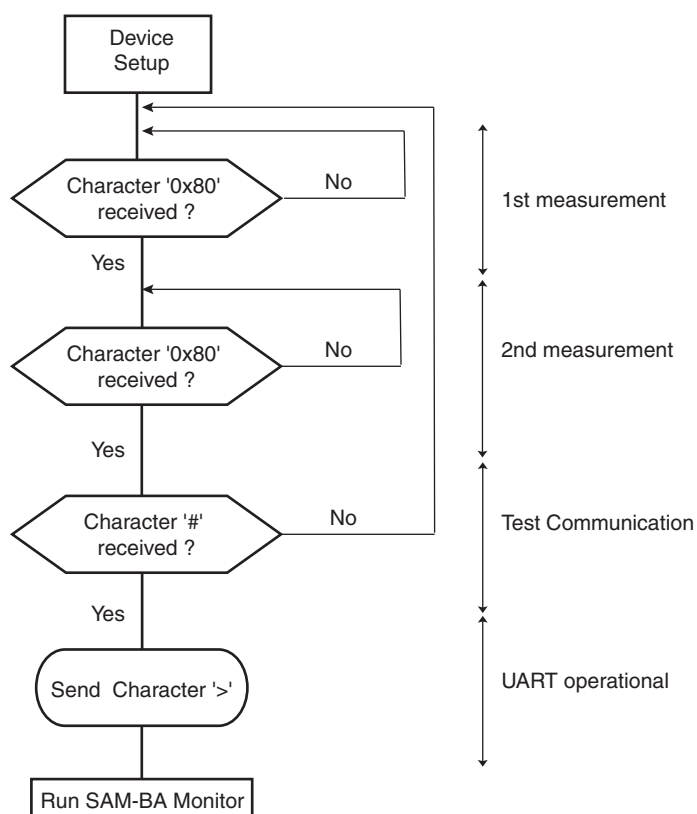 Device
Setup
Character '0x80'
received ?
No
1st measurement
Yes
Character '0x80'
received ?
No
2nd measurement
Yes
Character '#'
received ?
No
Test Communication
Yes
Send Character '>'
UART operational
Run SAM-BA Monitor